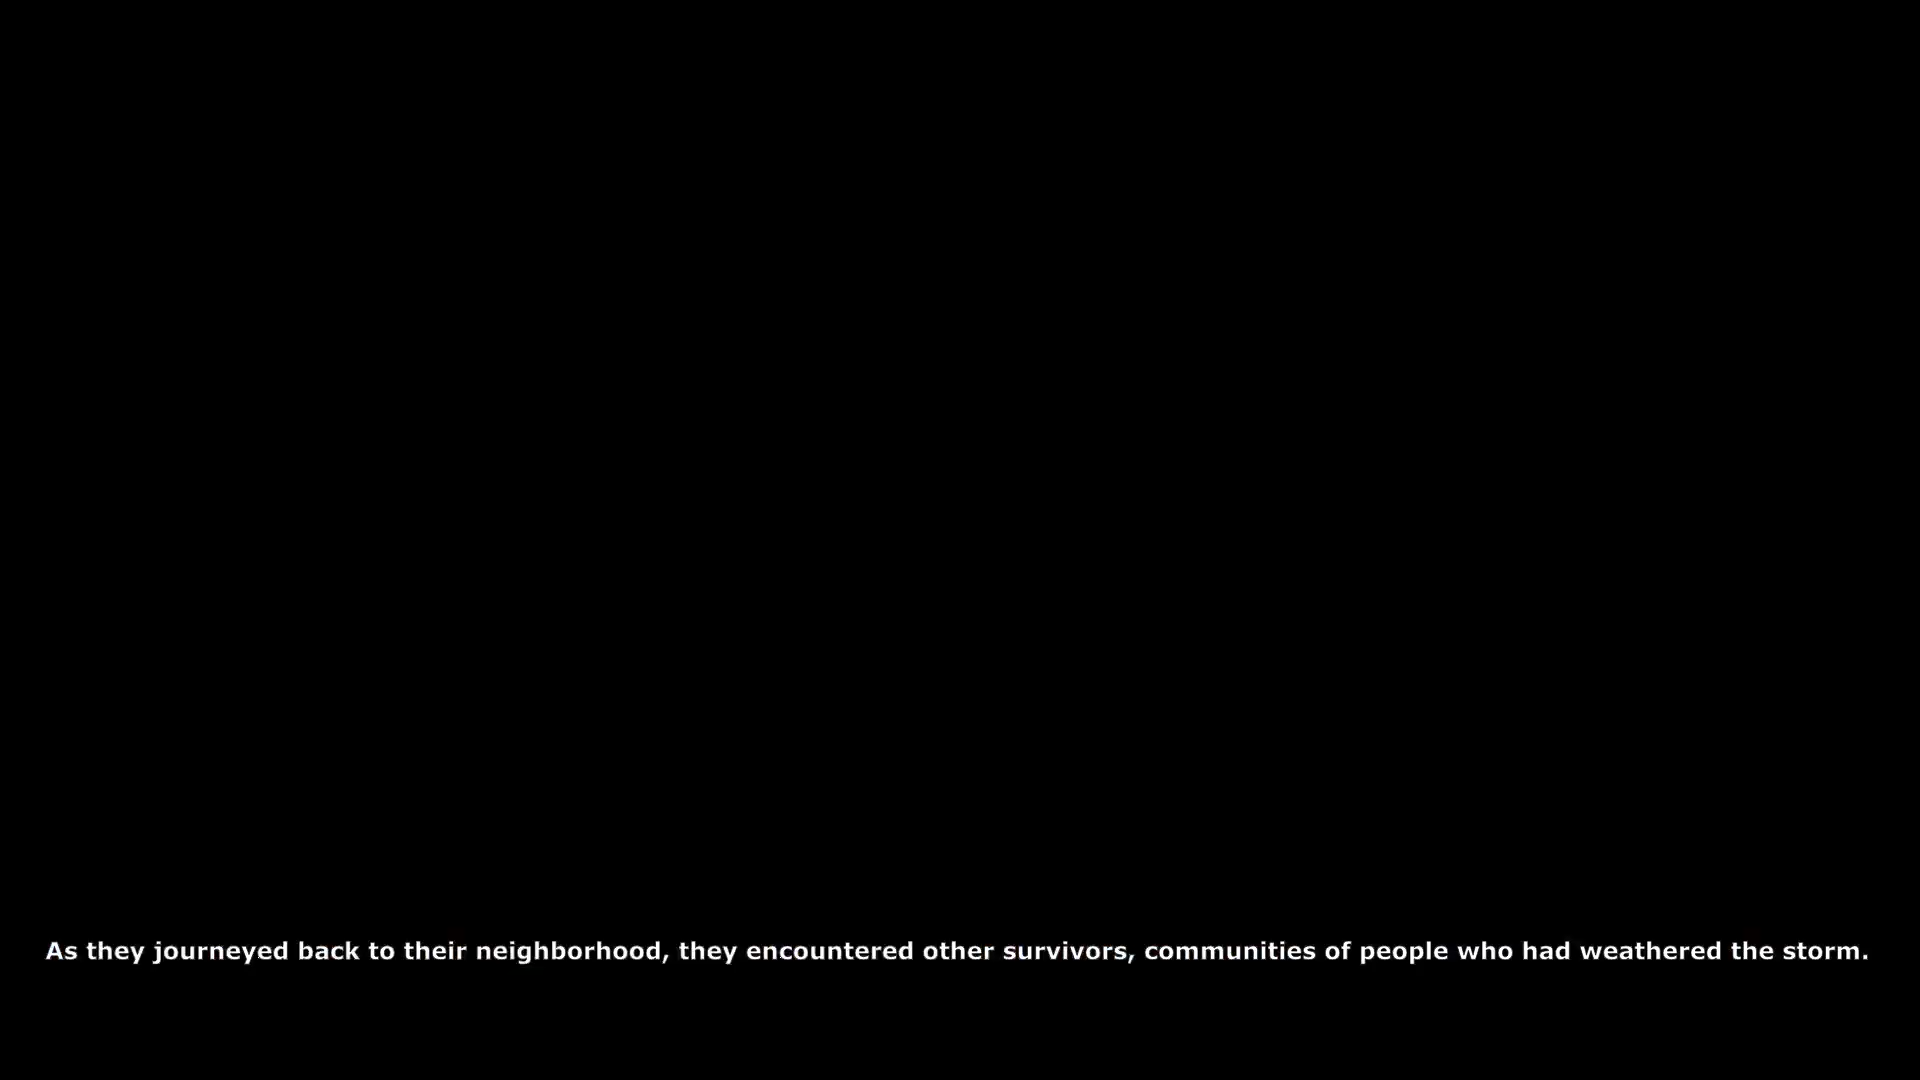 As they journeyed back to their neighborhood, they encountered other survivors, communities of people who had weathered the storm.